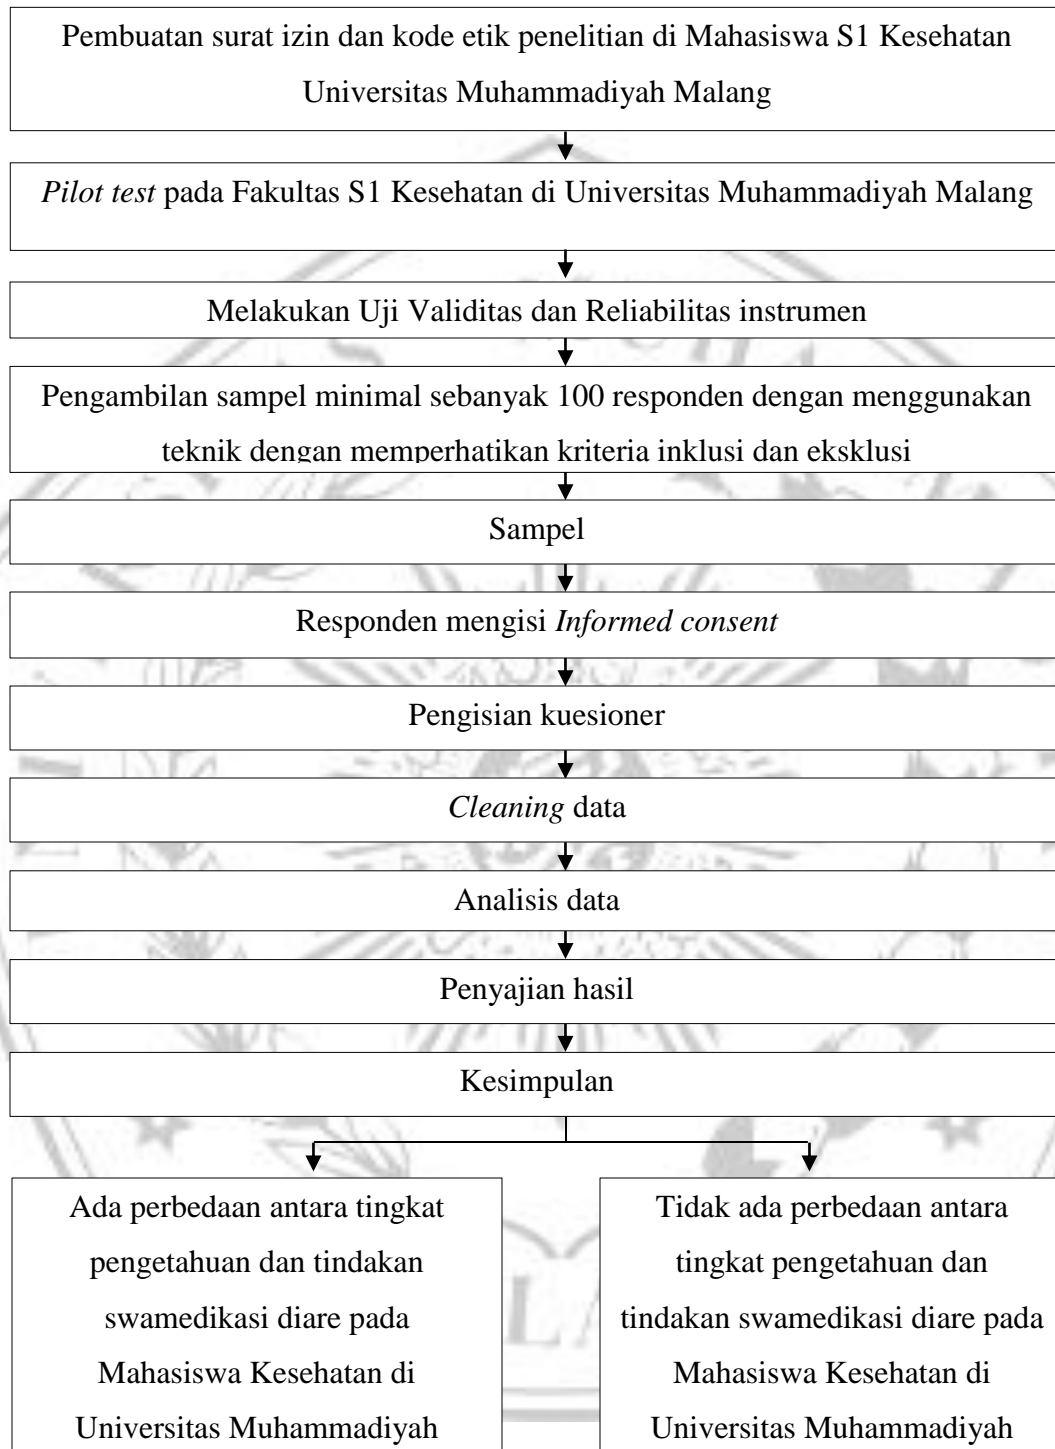 Pembuatan surat izin dan kode etik penelitian di Mahasiswa S1 Kesehatan
Universitas Muhammadiyah Malang
Pilot test pada Fakultas S1 Kesehatan di Universitas Muhammadiyah Malang
Melakukan Uji Validitas dan Reliabilitas instrumen
Pengambilan sampel minimal sebanyak 100 responden dengan menggunakan
teknik dengan memperhatikan kriteria inklusi dan eksklusi
Sampel
Responden mengisi Informed consent
Pengisian kuesioner
Cleaning data
Analisis data
Penyajian hasil
Kesimpulan
Ada perbedaan antara tingkat
pengetahuan dan tindakan
swamedikasi diare pada
Mahasiswa Kesehatan di
Universitas Muhammadiyah
Tidak ada perbedaan antara
tingkat pengetahuan dan
tindakan swamedikasi diare pada
Mahasiswa Kesehatan di
Universitas Muhammadiyah